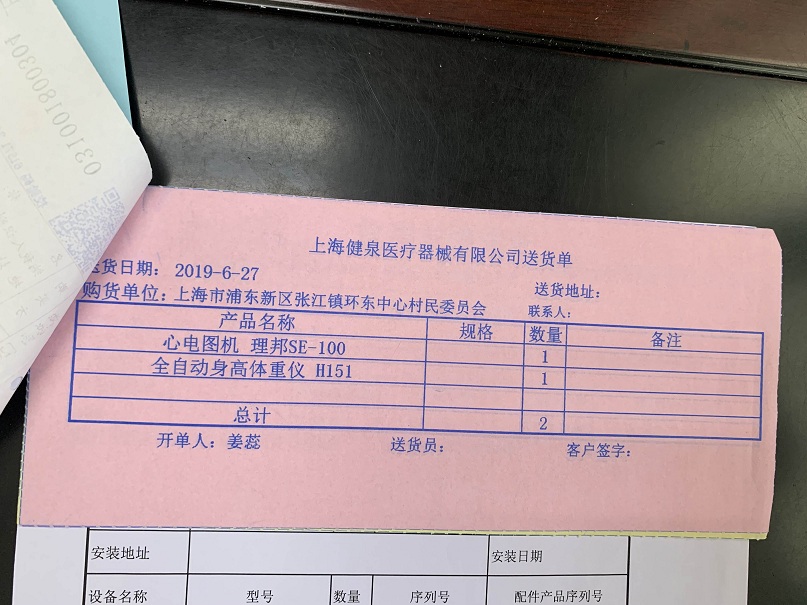 031001800304
上海健泉医疗器械有限公司送货单
送货日期： 2019-6-27
送货地址：
购货单位：上海市浦东新区张江镇环东中心村民委员会
联系人：
产品名称 规格 数量 备注
心电图机 理邦SE-100 1
全自动身高体重仪 H151 1
总计 2
开单人：姜蕊 送货员： 客户签字：
安装地址 安装日期
设备名称 型号 数量 序列号 配件产品序列号